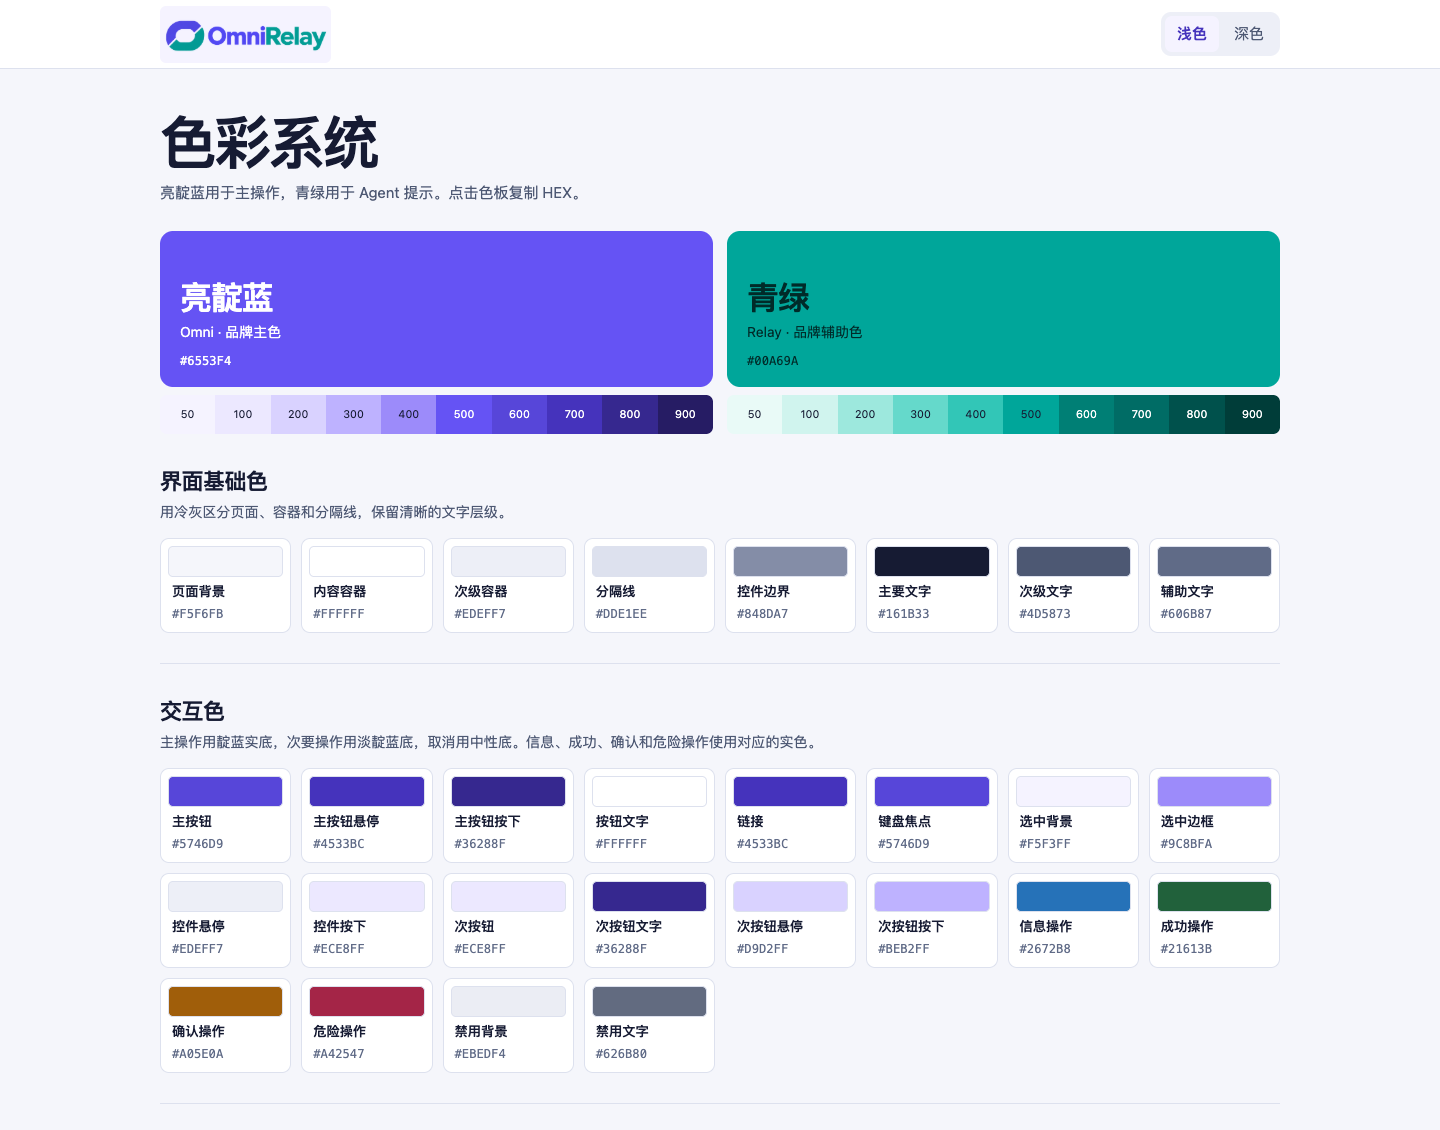 OmniRelay
浅色 深色
色彩系统
亮靛蓝用于主操作，青绿用于 Agent 提示。点击色板复制 HEX。
亮靛蓝
Omni · 品牌主色
#6553F4
50 100 200 300 400 500 600 700 800 900
青绿
Relay · 品牌辅助色
#00A69A
50 100 200 300 400 500 600 700 800 900
界面基础色
用冷灰区分页面、容器和分隔线，保留清晰的文字层级。
页面背景 内容容器 次级容器 分隔线 控件边界 主要文字 次级文字 辅助文字
#F5F6FB #FFFFFF #EDEFF7 #DDE1EE #848DA7 #161B33 #4D5873 #606B87
交互色
主操作用靛蓝实底，次要操作用淡靛蓝底，取消用中性底。信息、成功、确认和危险操作使用对应的实色。
主按钮 主按钮悬停 主按钮按下 按钮文字 链接 键盘焦点 选中背景 选中边框
#5746D9 #4533BC #36288F #FFFFFF #4533BC #5746D9 #F5F3FF #9C8BFA
控件悬停 控件按下 次按钮 次按钮文字 次按钮悬停 次按钮按下 信息操作 成功操作
#EDEFF7 #ECE8FF #ECE8FF #36288F #D9D2FF #BEB2FF #2672B8 #21613B
确认操作 危险操作 禁用背景 禁用文字
#A05E0A #A42547 #EBEDF4 #626B80